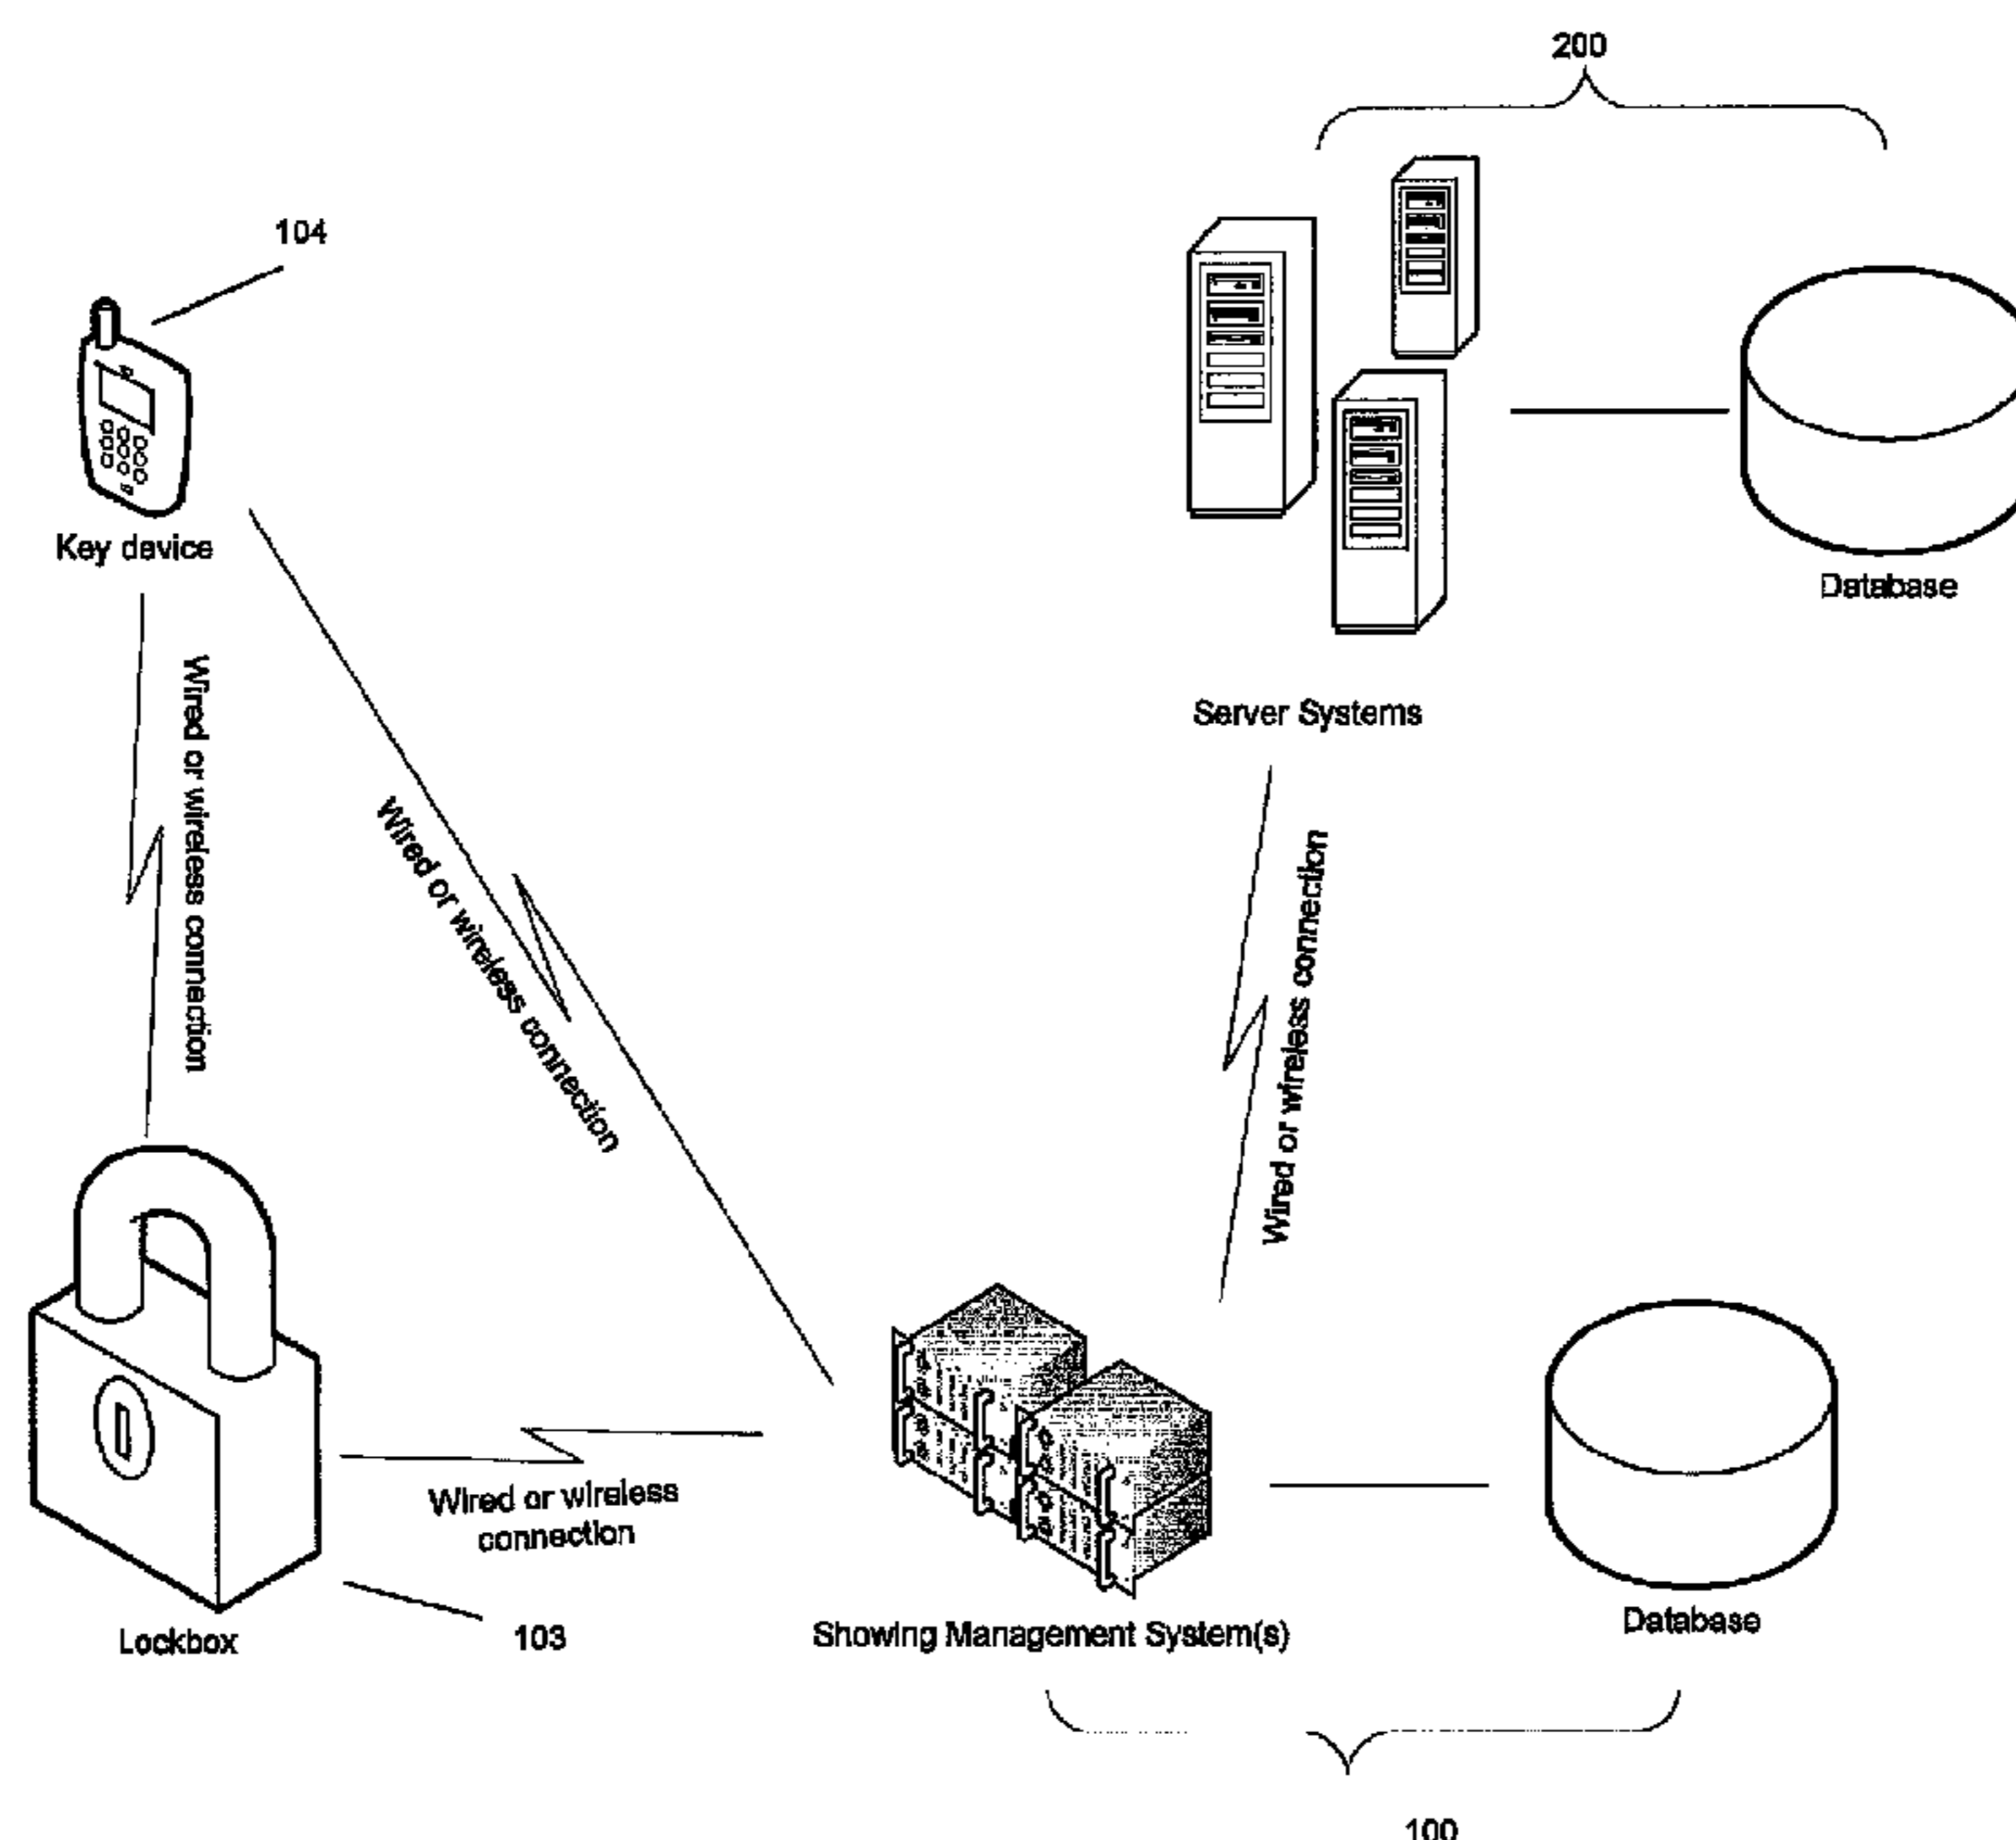 200
104
Key device
Database
Server Systems
Wired or wireless connection
Wired or wireless connection
Wired or wireless connection
Wired or wireless
connection
Lockbox
103
Showing Management System(s)
Database
100